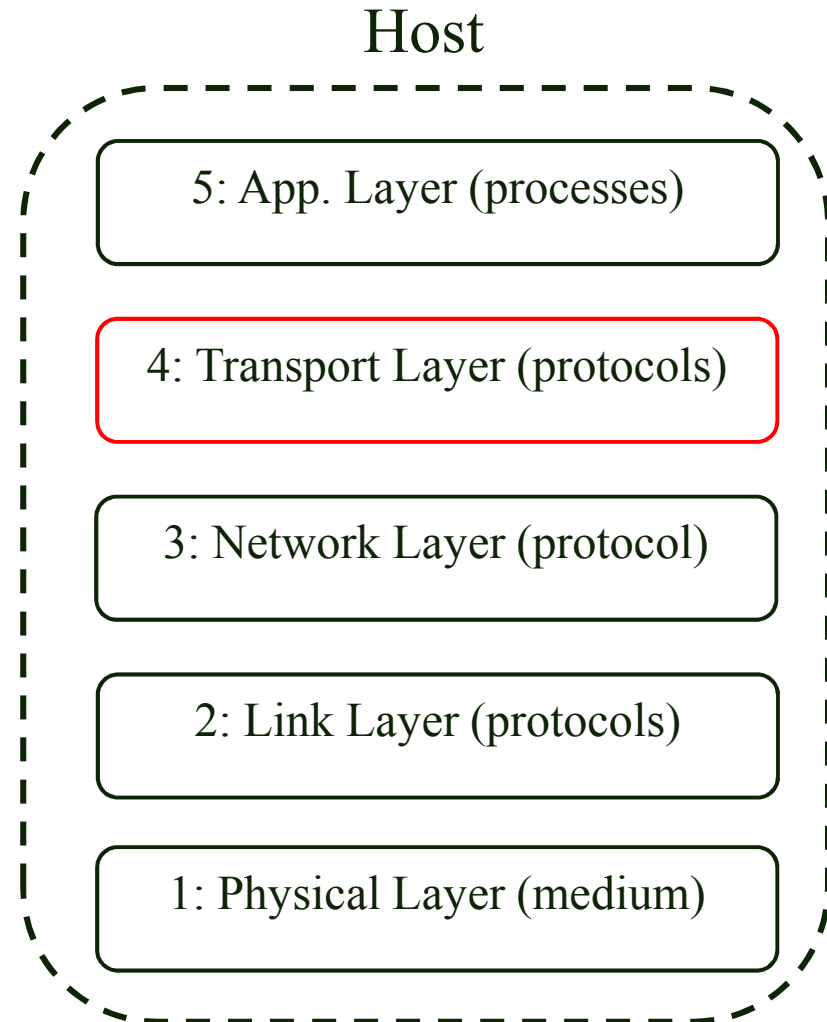 Host
5: App. Layer (processes)
4: Transport Layer (protocols)
3: Network Layer (protocol)
2: Link Layer (protocols)
1: Physical Layer (medium)